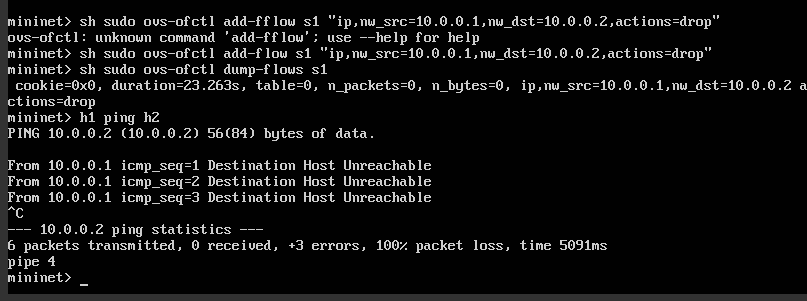 mininet> sh sudo ovs-ofctl add-fflow s1 "ip,nw_src=10.0.0.1,nw_dst=10.0.0.2,actions=drop"
ovs-ofctl: unknown command 'add-fflow'; use --help for help
mininet> sh sudo ovs-ofctl add-flow s1 "ip,nw_src=10.0.0.1,nw_dst=10.0.0.2,actions=drop"
mininet> sh sudo ovs-ofctl dump-flows s1
 cookie=0x0, duration=23.263s, table=0, n_packets=0, n_bytes=0, ip,nw_src=10.0.0.1,nw_dst=10.0.0.2 a
ctions=drop
mininet> h1 ping h2
PING 10.0.0.2 (10.0.0.2) 56(84) bytes of data.
From 10.0.0.1 icmp_seq=1 Destination Host Unreachable
From 10.0.0.1 icmp_seq=2 Destination Host Unreachable
From 10.0.0.1 icmp_seq=3 Destination Host Unreachable
^C
--- 10.0.0.2 ping statistics ---
6 packets transmitted, 0 received, +3 errors, 100% packet loss, time 5091ms
pipe 4
mininet> _